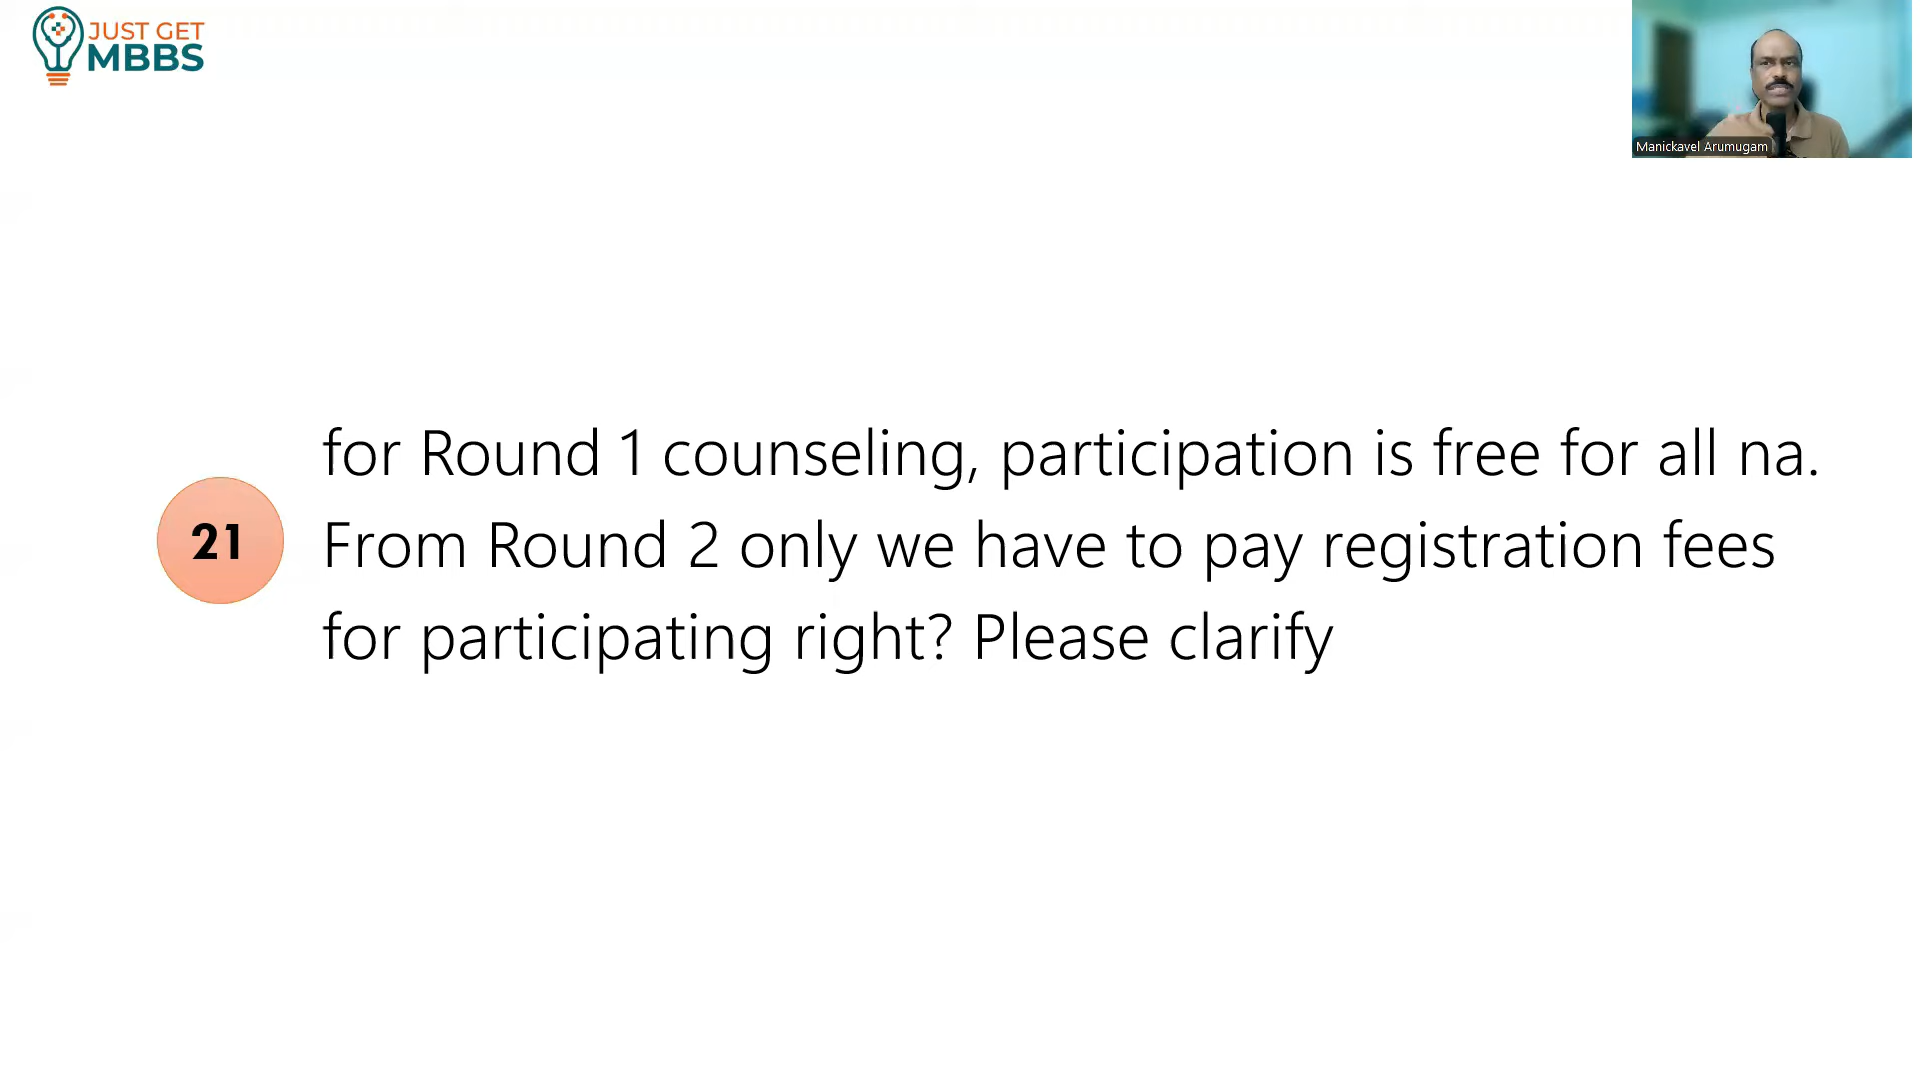 JUST GET
MBBS
Manickavel Arumugam
for Round 1 counseling, participation is free for all na.
21
From Round 2 only we have to pay registration fees
for participating right? Please clarify